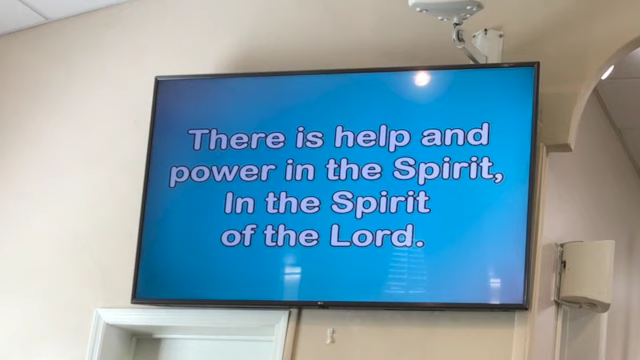 There is help and
power in the Spirit,
In the Spirit
of the Lord.